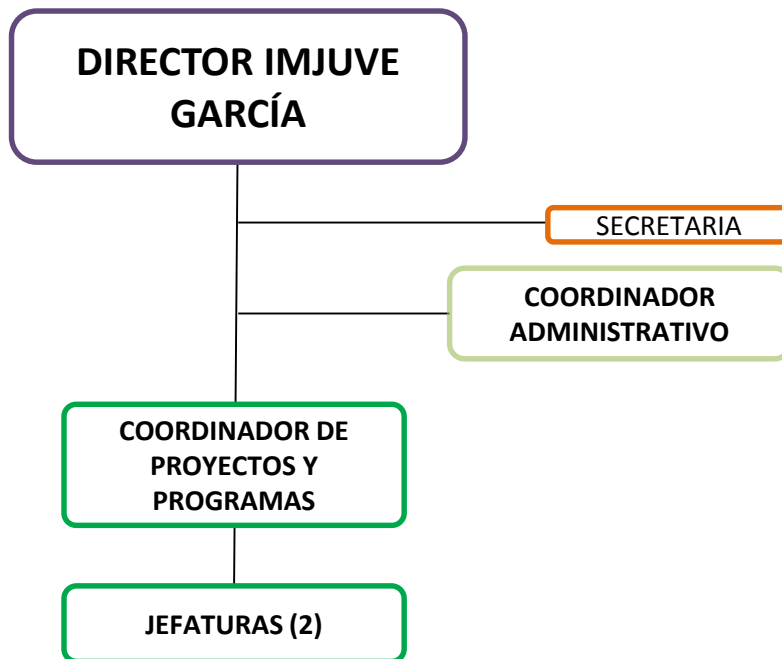 DIRECTOR IMJUVE
GARCÍA
SECRETARIA
COORDINADOR
ADMINISTRATIVO
COORDINADOR DE
PROYECTOS Y
PROGRAMAS
JEFATURAS (2)